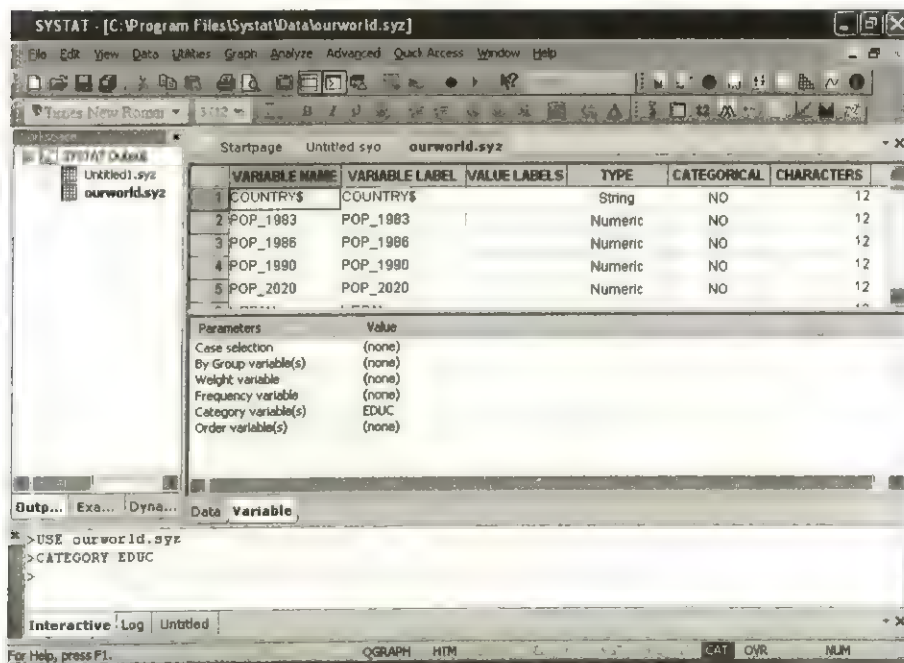 SYSTAT - [C:\Program Files\Systat\Data\ourworld.syz]
File Edit View Data Utilities Graph Analyze Advanced Quick Access Window Help
Times New Roman
Startpage Untitled.syo ourworld.syz
SYSTAT Output
Untitled1.syz
ourworld.syz
VARIABLE NAME VARIABLE LABEL VALUE LABELS TYPE CATEGORICAL CHARACTERS
1 COUNTRY$ COUNTRY$ String NO 12
2 POP_1983 POP_1983 Numeric NO 12
3 POP_1986 POP_1986 Numeric NO 12
4 POP_1990 POP_1990 Numeric NO 12
5 POP_2020 POP_2020 Numeric NO 12
Parameters Value
Case selection (none)
By Group variable(s) (none)
Weight variable (none)
Frequency variable (none)
Category variable(s) EDUC
Order variable(s) (none)
Outp... Exa... Dyna... Data Variable
>USE ourworld.syz
>CATEGORY EDUC
>
Interactive Log Untitled
For Help, press F1. QGRAPH HTM CAT OVR NUM